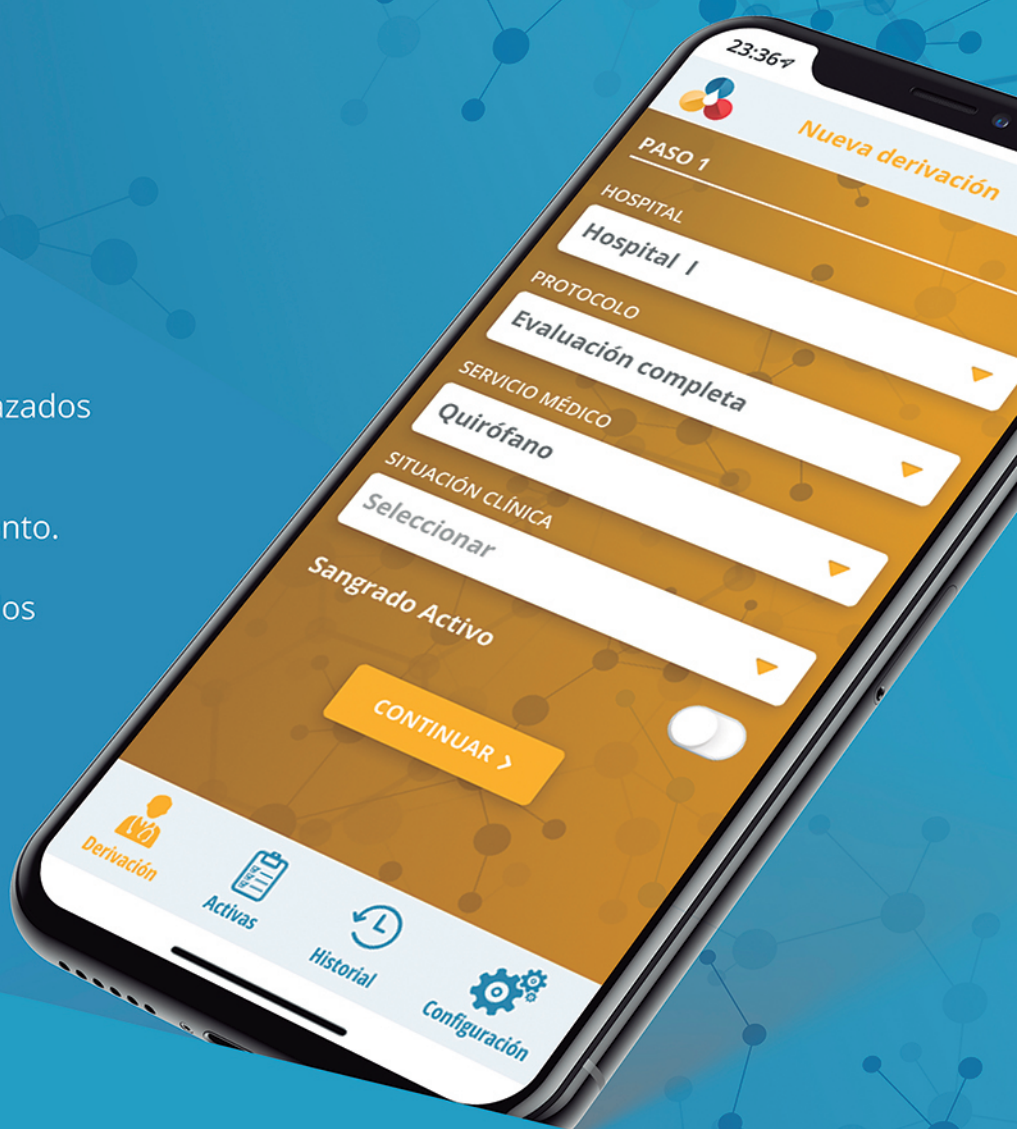 nto.
os
23:36
Nueva derivación
PASO 1
HOSPITAL
Hospital I
PROTOCOLO
Evaluación completa
SERVICIO MÉDICO
Quirófano
SITUACIÓN CLÍNICA
Seleccionar
Sangrado Activo
CONTINUAR >
Derivación
Activas
Historial
Configuración